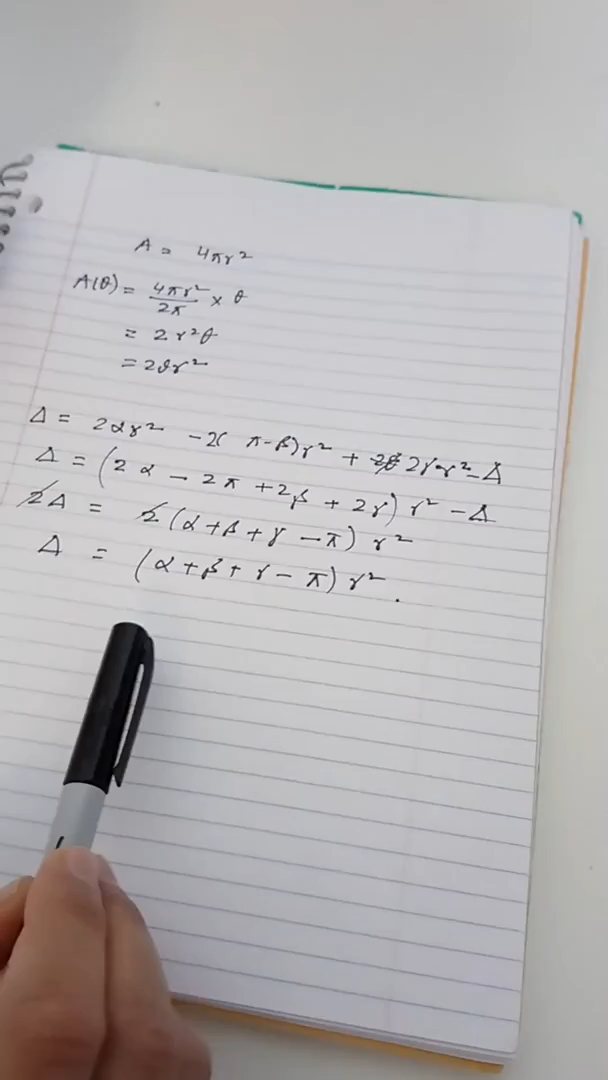 A = 4πr²
A(θ) = 4πr²/2π × θ
= 2r²θ
= 2θr²
Δ = 2αr² - 2(π-β)r² + 2γr² - Δ
Δ = (2α - 2π + 2β + 2γ) r² - Δ
2Δ = 2(α+β+γ-π) r²
Δ = (α+β+γ-π) r².